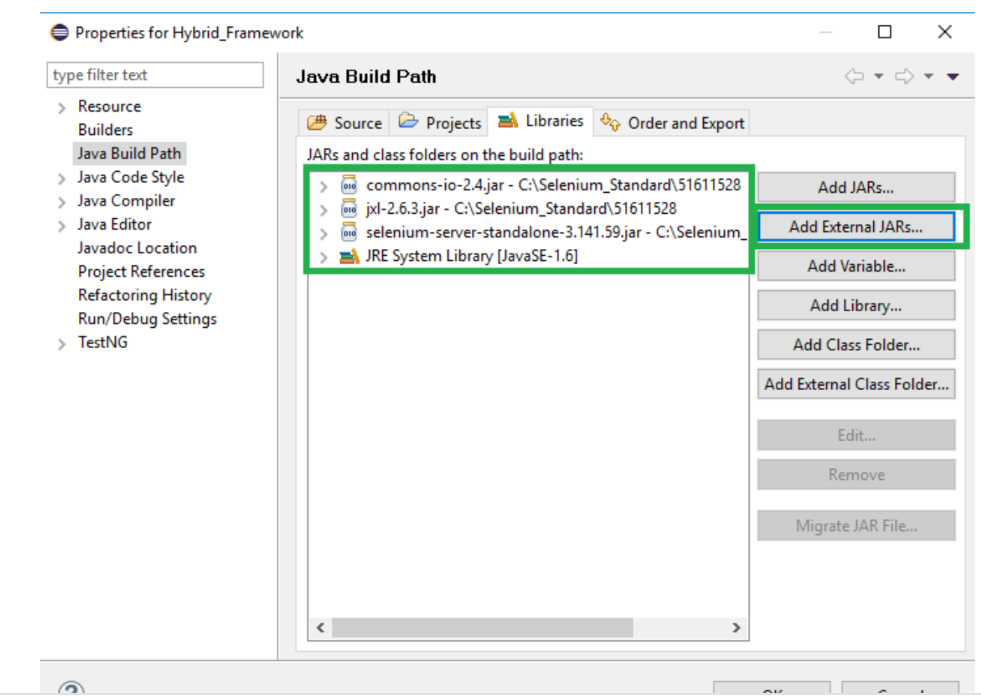 Properties for Hybrid_Framework
type filter text
Java Build Path
Resource
Builders
Java Build Path
Java Code Style
Java Compiler
Java Editor
Javadoc Location
Project References
Refactoring History
Run/Debug Settings
TestNG
Source Projects Libraries Order and Export
JARs and class folders on the build path:
commons-io-2.4.jar - C:\Selenium_Standard\51611528
jxl-2.6.3.jar - C:\Selenium_Standard\51611528
selenium-server-standalone-3.141.59.jar - C:\Selenium_
JRE System Library [JavaSE-1.6]
Add JARs...
Add External JARs...
Add Variable...
Add Library...
Add Class Folder...
Add External Class Folder...
Edit...
Remove
Migrate JAR File...